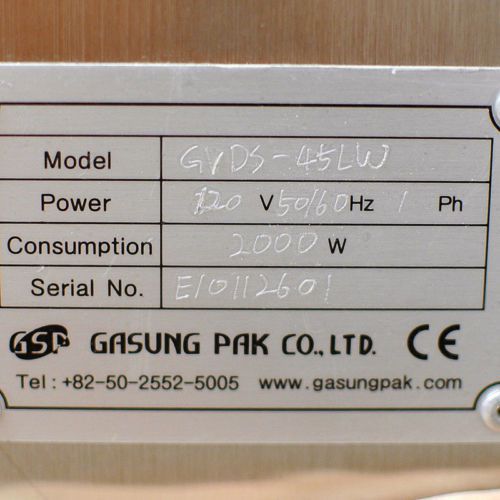 Model GVDS-45LW
Power 120 V 50/60 Hz 1 Ph
Consumption 2000 W
Serial No. E10112601
GSP GASUNG PAK CO., LTD. CE
Tel : +82-50-2552-5005 www.gasungpak.com